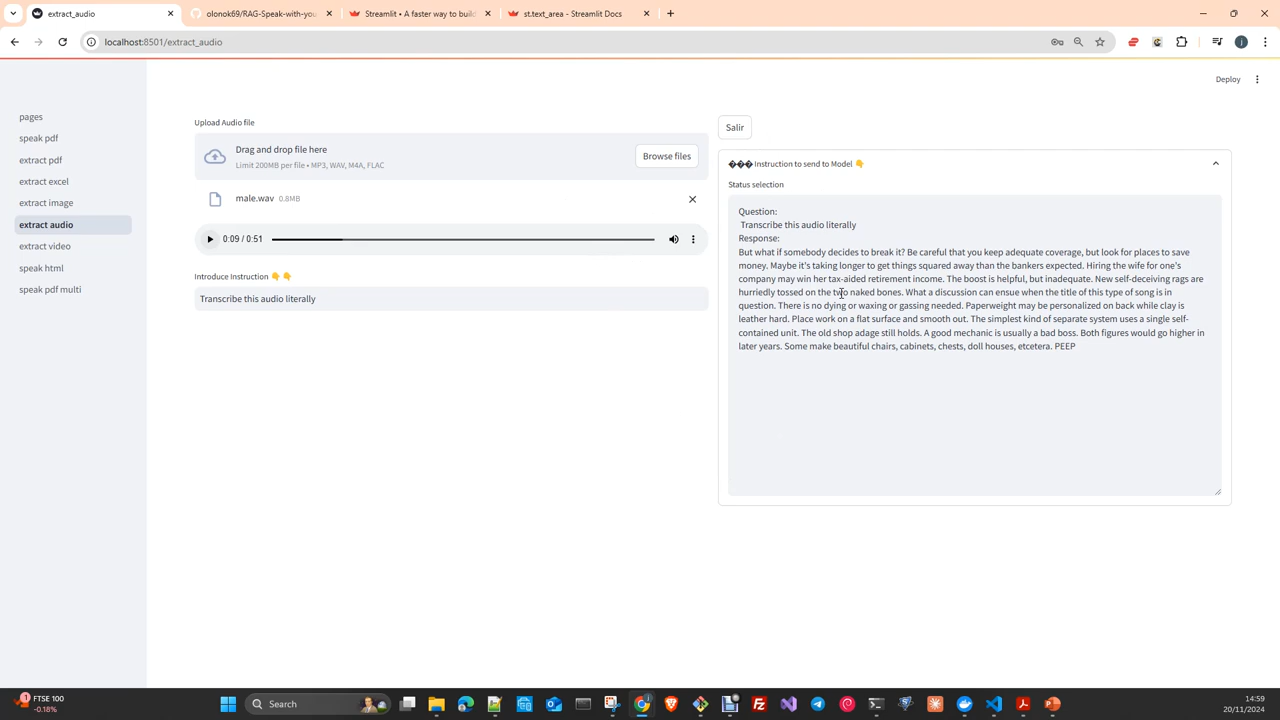 extract_audio
olonok69/RAG-Speak-with-you
Streamlit • A faster way to build
st.text_area - Streamlit Docs
localhost:8501/extract_audio
Deploy
pages
speak pdf
extract pdf
extract excel
extract image
extract audio
extract video
speak html
speak pdf multi
Upload Audio file
Drag and drop file here
Limit 200MB per file • MP3, WAV, M4A, FLAC
Browse files
male.wav 0.8MB
0:09 / 0:51
Introduce Instruction 👇 👇
Transcribe this audio literally
Salir
��� Instruction to send to Model 👇
Status selection
Question:
Transcribe this audio literally
Response:
But what if somebody decides to break it? Be careful that you keep adequate coverage, but look for places to save
money. Maybe it's taking longer to get things squared away than the bankers expected. Hiring the wife for one's
company may win her tax-aided retirement income. The boost is helpful, but inadequate. New self-deceiving rags are
hurriedly tossed on the two naked bones. What a discussion can ensue when the title of this type of song is in
question. There is no dying or waxing or gassing needed. Paperweight may be personalized on back while clay is
leather hard. Place work on a flat surface and smooth out. The simplest kind of separate system uses a single self-
contained unit. The old shop adage still holds. A good mechanic is usually a bad boss. Both figures would go higher in
later years. Some make beautiful chairs, cabinets, chests, doll houses, etcetera. PEEP
1
FTSE 100
-0.18%
Search
14:59
20/11/2024